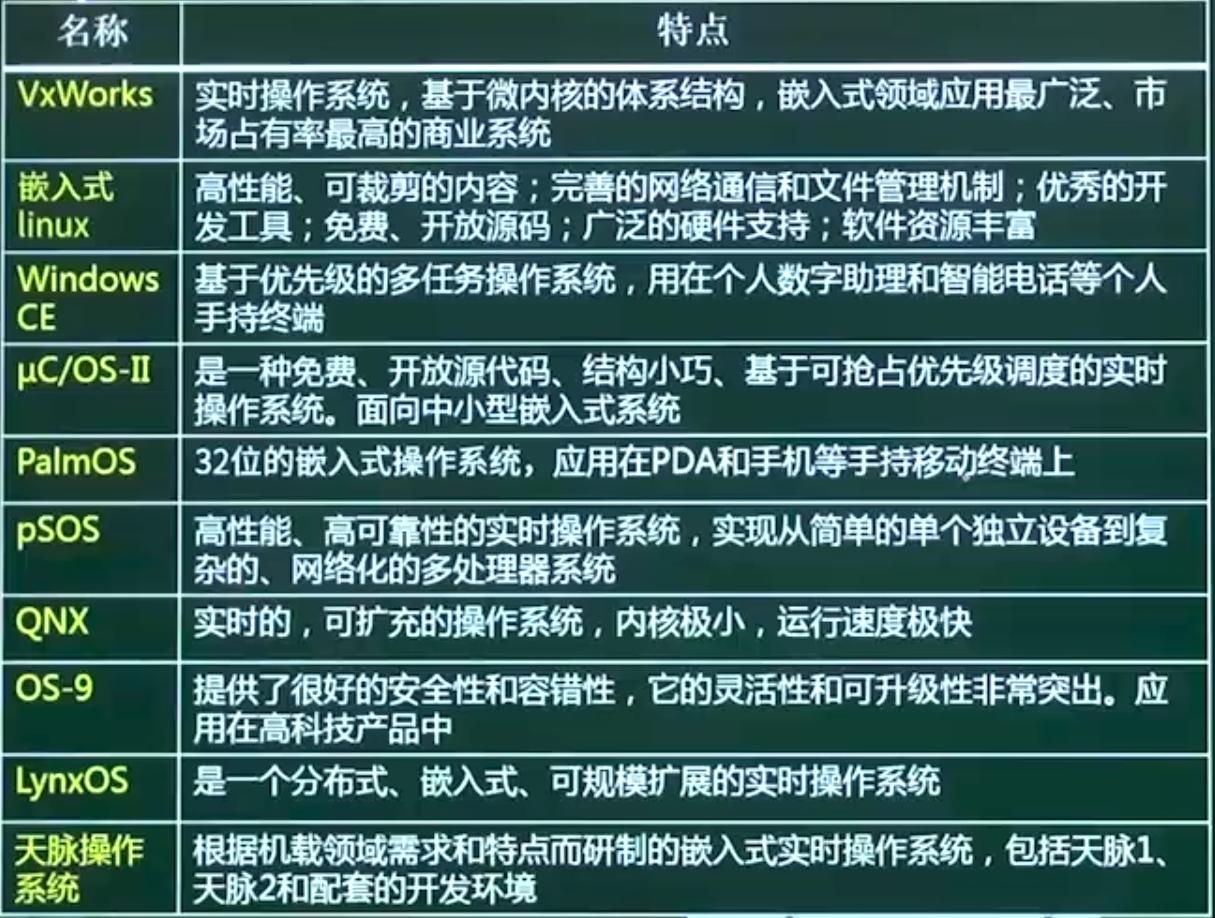 名称 特点
VxWorks 实时操作系统，基于微内核的体系结构，嵌入式领域应用最广泛、市
场占有率最高的商业系统
嵌入式 高性能、可裁剪的内容；完善的网络通信和文件管理机制；优秀的开
linux 发工具；免费、开放源码；广泛的硬件支持；软件资源丰富
Windows 基于优先级的多任务操作系统，用在个人数字助理和智能电话等个人
CE 手持终端
μC/OS-II 是一种免费、开放源代码、结构小巧、基于可抢占优先级调度的实时
操作系统。面向中小型嵌入式系统
PalmOS 32位的嵌入式操作系统，应用在PDA和手机等手持移动终端上
pSOS 高性能、高可靠性的实时操作系统，实现从简单的单个独立设备到复
杂的、网络化的多处理器系统
QNX 实时的，可扩充的操作系统，内核极小，运行速度极快
OS-9 提供了很好的安全性和容错性，它的灵活性和可升级性非常突出。应
用在高科技产品中
LynxOS 是一个分布式、嵌入式、可规模扩展的实时操作系统
天脉操作 根据机载领域需求和特点而研制的嵌入式实时操作系统，包括天脉1、
系统 天脉2和配套的开发环境